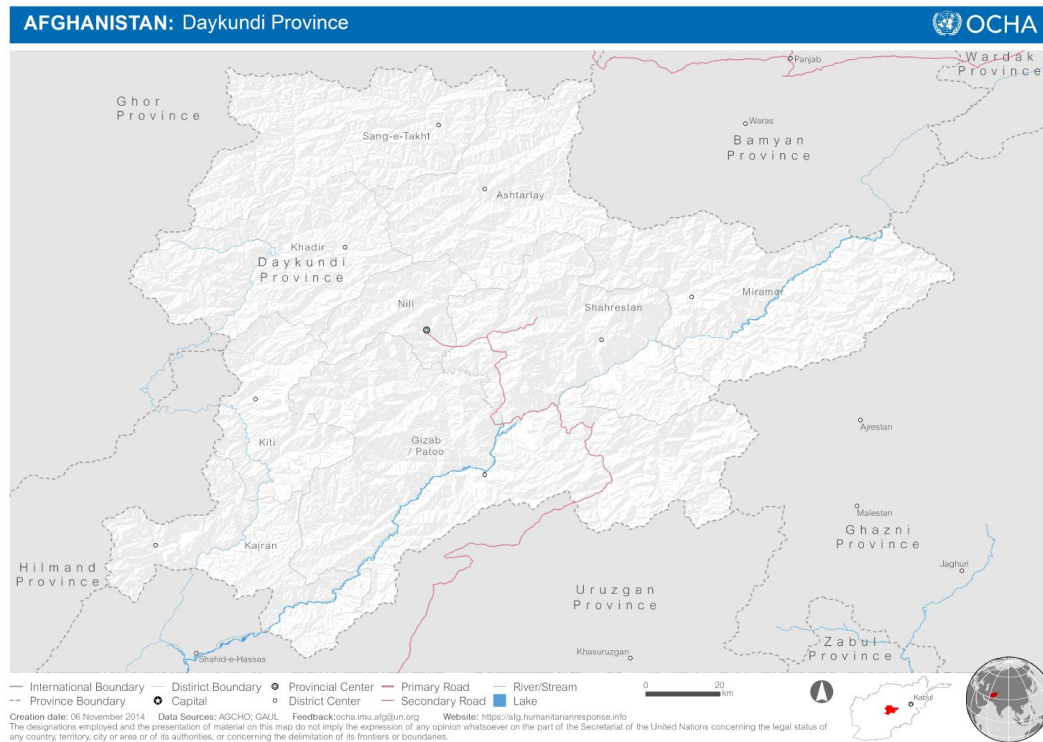 AFGHANISTAN: Daykundi Province
OCHA
Panjab
Wardak
Province
Ghor
Province
Waras
Sang-e-Takht
Bamyan
Province
Ashtarlay
Khadir
Daykundi
Province
Miramor
Nili
Shahrestan
Ajrestan
Gizab
/ Patoo
Kiti
Malestan
Ghazni
Province
Kajran
Jaghuri
Hilmand
Province
Uruzgan
Province
Zabul
Province
Shahid-e-Hassas
Khasuruzgan
International Boundary District Boundary Provincial Center Primary Road River/Stream
Province Boundary Capital District Center Secondary Road Lake
0 20
km
Kabul
Creation date: 06 November 2014 Data Sources: AGCHO; GAUL Feedback:ocha.imu.afg@un.org Website: https://afg.humanitarianresponse.info
The designations employed and the presentation of material on this map do not imply the expression of any opinion whatsoever on the part of the Secretariat of the United Nations concerning the legal status of
any country, territory, city or area or of its authorities, or concerning the delimitation of its frontiers or boundaries.